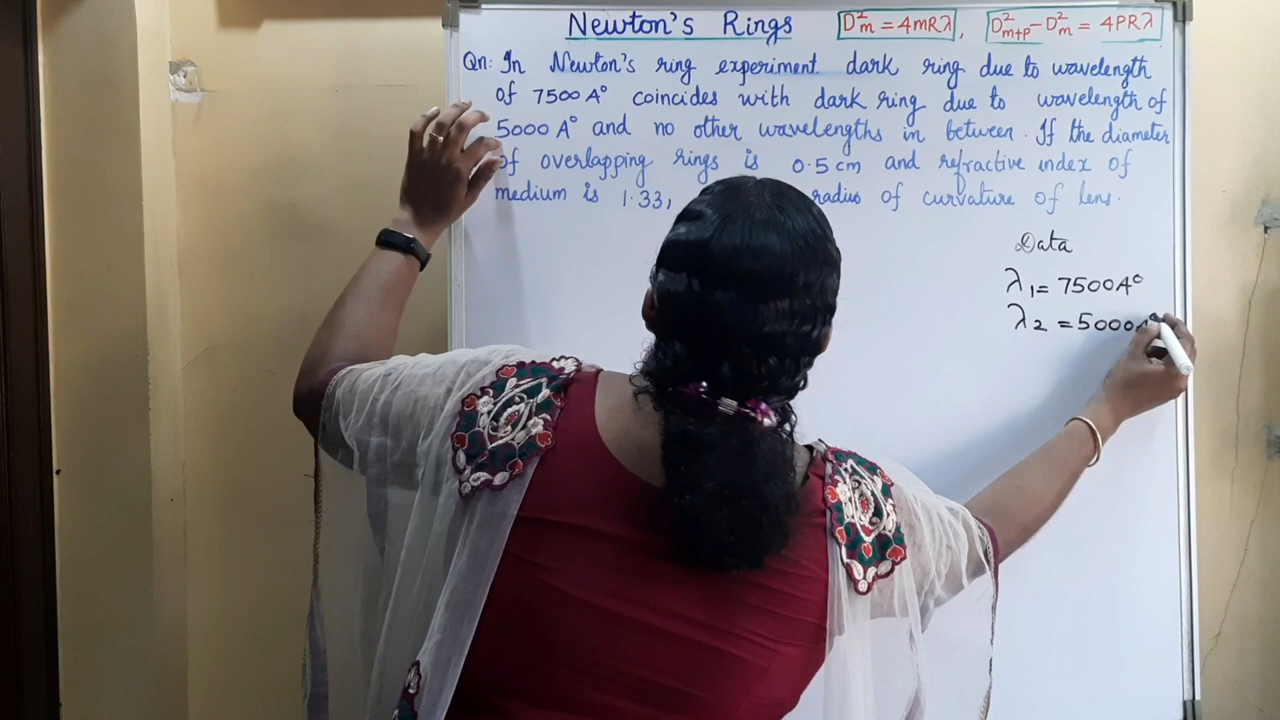 Newton's Rings D²m = 4mRλ, D²m+p - D²m = 4PRλ
Qn: In Newton's ring experiment dark ring due to wavelength
of 7500 A° coincides with dark ring due to wavelength of
5000 A° and no other wavelengths in between. If the diameter
of overlapping rings is 0.5 cm and refractive index of
medium is 1.33, radius of curvature of lens.
Data
λ1 = 7500A°
λ2 = 5000A°